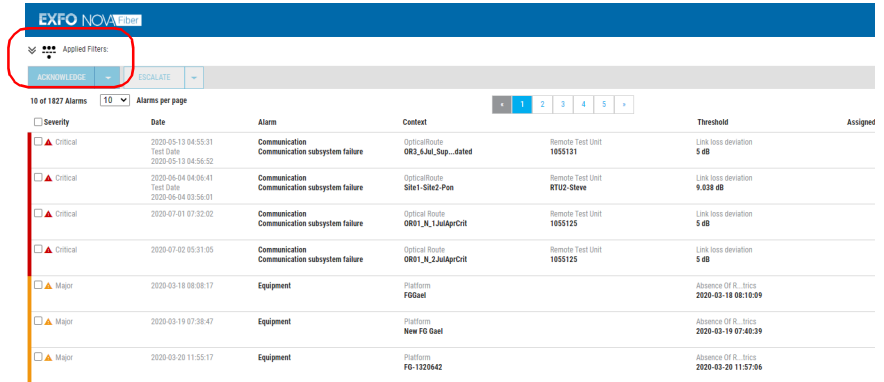 EXFO NOVA Fiber
Applied Filters:
ACKNOWLEDGE ESCALATE
10 of 1827 Alarms 10 Alarms per page « 1 2 3 4 5 »
Severity Date Alarm Context Threshold Assigned
Critical 2020-05-13 04:55:31 Communication OpticalRoute Remote Test Unit Link loss deviation
Test Date Communication subsystem failure OR3_6Jul_Sup...dated 1055131 5 dB
2020-05-13 04:56:52
Critical 2020-06-04 04:06:41 Communication OpticalRoute Remote Test Unit Link loss deviation
Test Date Communication subsystem failure Site1-Site2-Pon RTU2-Steve 9.038 dB
2020-06-04 03:56:01
Critical 2020-07-01 07:32:02 Communication Optical Route Remote Test Unit Link loss deviation
Communication subsystem failure OR01_N_1JulAprCrit 1055125 5 dB
Critical 2020-07-02 05:31:05 Communication Optical Route Remote Test Unit Link loss deviation
Communication subsystem failure OR01_N_2JulAprCrit 1055125 5 dB
Major 2020-03-18 08:08:17 Equipment Platform Absence Of R...trics
FGGael 2020-03-18 08:10:09
Major 2020-03-19 07:38:47 Equipment Platform Absence Of R...trics
New FG Gael 2020-03-19 07:40:39
Major 2020-03-20 11:55:17 Equipment Platform Absence Of R...trics
FG-1320642 2020-03-20 11:57:06